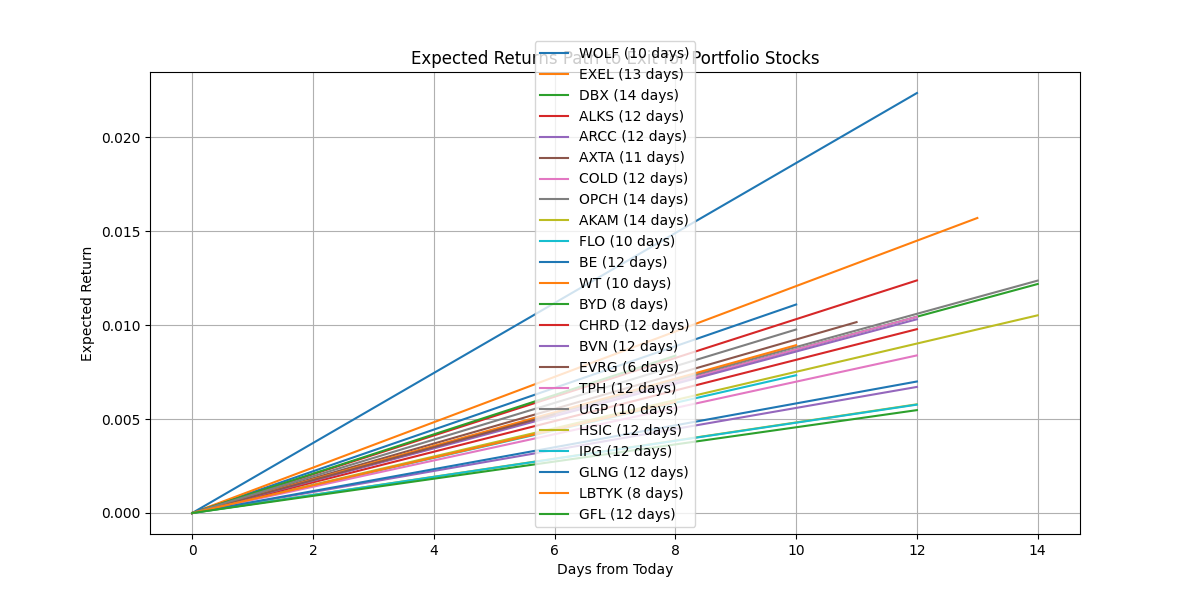 Expected Returns Path to Exit for Portfolio Stocks
WOLF (10 days)
EXEL (13 days)
DBX (14 days)
ALKS (12 days)
ARCC (12 days)
AXTA (11 days)
COLD (12 days)
OPCH (14 days)
AKAM (14 days)
FLO (10 days)
BE (12 days)
WT (10 days)
BYD (8 days)
CHRD (12 days)
BVN (12 days)
EVRG (6 days)
TPH (12 days)
UGP (10 days)
HSIC (12 days)
IPG (12 days)
GLNG (12 days)
LBTYK (8 days)
GFL (12 days)
Expected Return
0.020
0.015
0.010
0.005
0.000
0 2 4 6 8 10 12 14
Days from Today